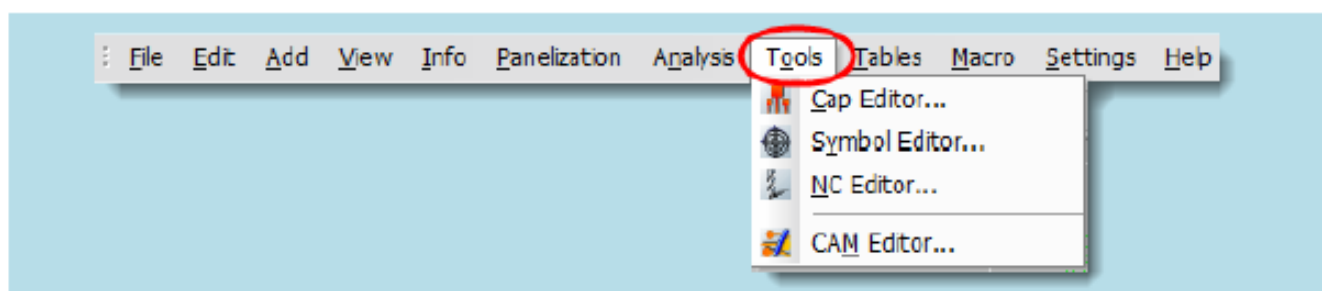 File Edit Add View Info Panelization Analysis Tools Tables Macro Settings Help
Cap Editor...
Symbol Editor...
NC Editor...
CAM Editor...